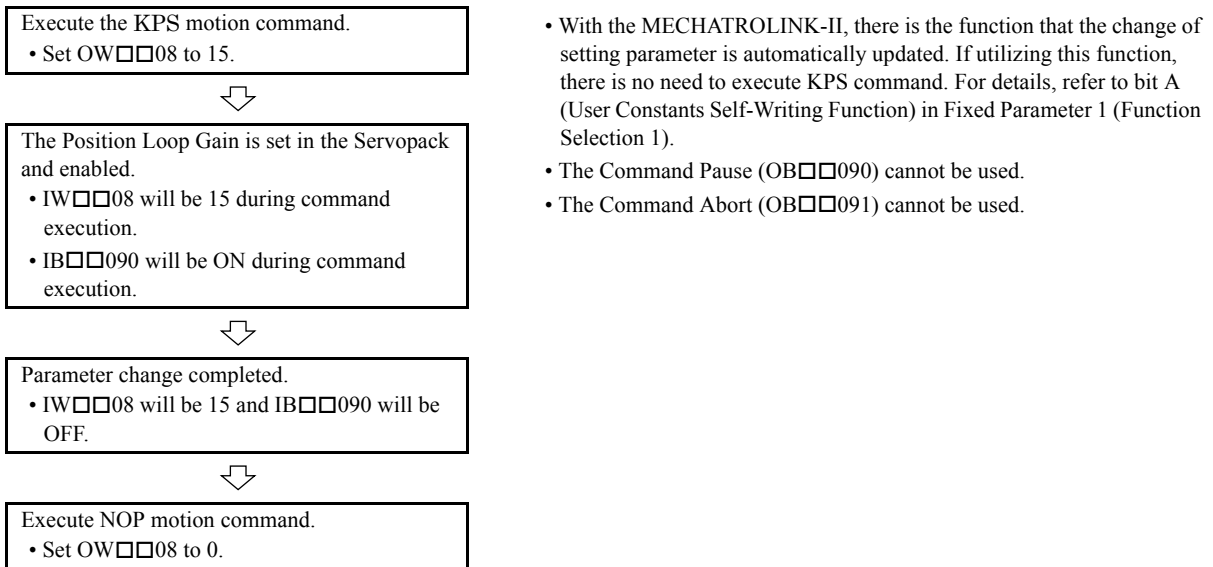 Execute the KPS motion command.
• Set OW□□08 to 15.
The Position Loop Gain is set in the Servopack
and enabled.
• IW□□08 will be 15 during command
execution.
• IB□□090 will be ON during command
execution.
Parameter change completed.
• IW□□08 will be 15 and IB□□090 will be
OFF.
Execute NOP motion command.
• Set OW□□08 to 0.
• With the MECHATROLINK-II, there is the function that the change of
setting parameter is automatically updated. If utilizing this function,
there is no need to execute KPS command. For details, refer to bit A
(User Constants Self-Writing Function) in Fixed Parameter 1 (Function
Selection 1).
• The Command Pause (OB□□090) cannot be used.
• The Command Abort (OB□□091) cannot be used.